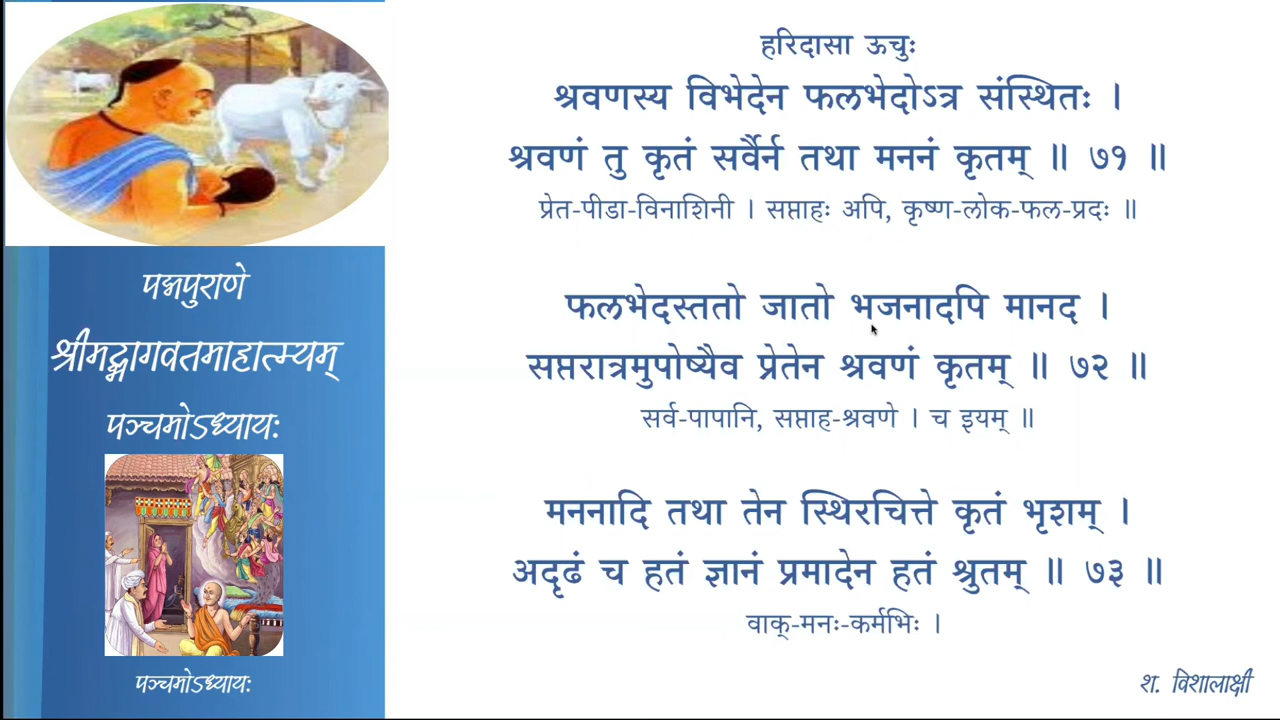 हरिदासा ऊचुः
श्रवणस्य विभेदेन फलभेदोऽत्र संस्थितः ।
श्रवणं तु कृतं सर्वैर्न तथा मननं कृतम् ॥ ७१ ॥
प्रेत-पीडा-विनाशिनी । सप्ताहः अपि, कृष्ण-लोक-फल-प्रदः ॥
फलभेदस्ततो जातो भजनादपि मानद ।
सप्तरात्रमुपोष्यैव प्रेतेन श्रवणं कृतम् ॥ ७२ ॥
सर्व-पापानि, सप्ताह-श्रवणे । च इयम् ॥
मननादि तथा तेन स्थिरचित्ते कृतं भृशम् ।
अदृढं च हतं ज्ञानं प्रमादेन हतं श्रुतम् ॥ ७३ ॥
वाक्-मनः-कर्मभिः ।
पद्मपुराणे
श्रीमद्भागवतमाहात्म्यम्
पञ्चमोऽध्यायः
पञ्चमोऽध्यायः
श. विशालाक्षी